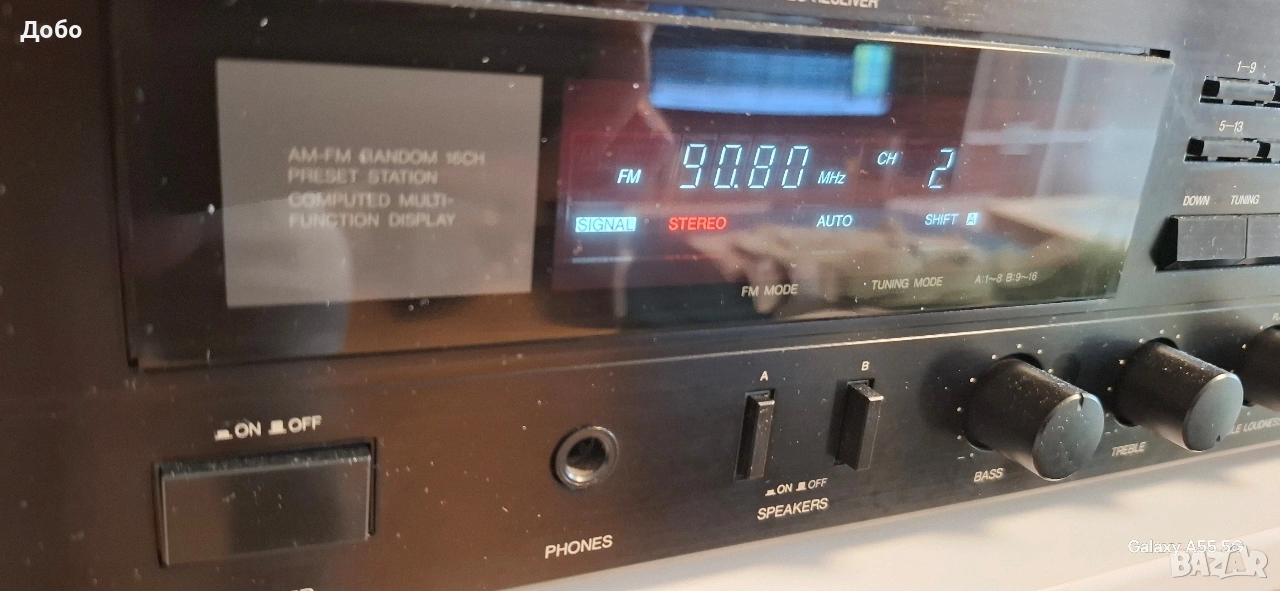 Добо
RECEIVER
AM-FM RANDOM 16CH
PRESET STATION
COMPUTED MULTI-
FUNCTION DISPLAY
FM 90.80 MHz CH 2
SIGNAL STEREO AUTO SHIFT A
FM MODE TUNING MODE A:1~8 B:9~16
1—9
5—13
DOWN TUNING
ON OFF
PHONES
A B
ON OFF
SPEAKERS
BASS
TREBLE
Galaxy A55 5G
BAZAR